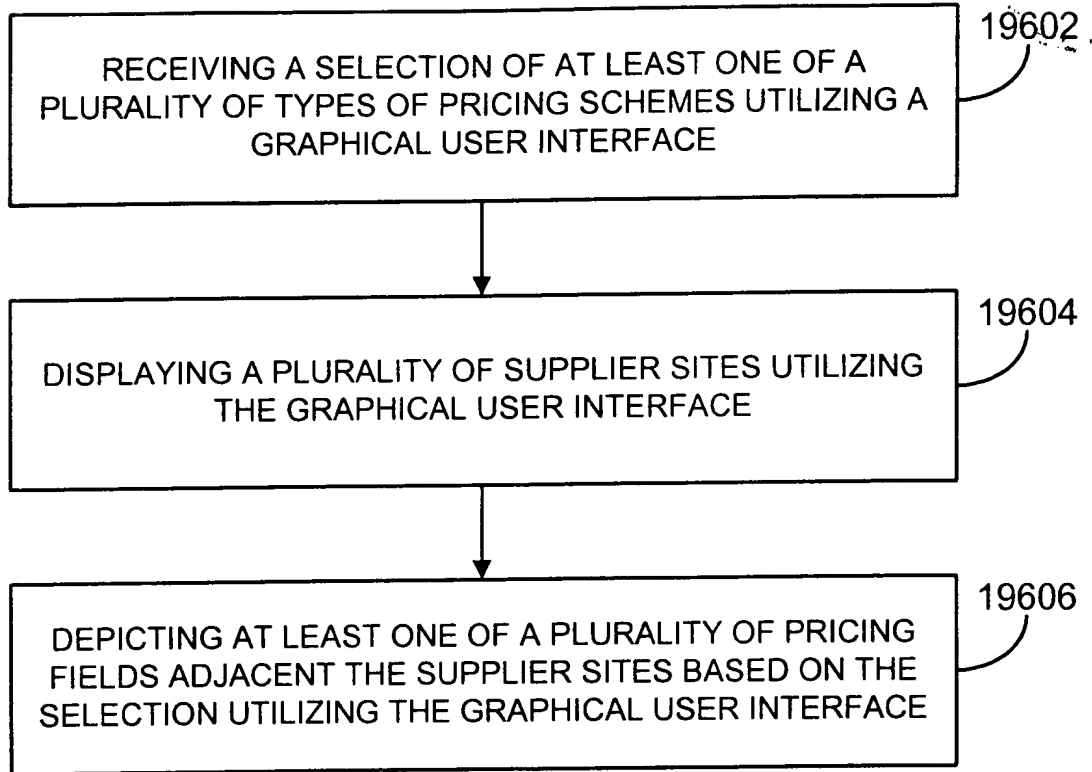 19602
RECEIVING A SELECTION OF AT LEAST ONE OF A
PLURALITY OF TYPES OF PRICING SCHEMES UTILIZING A
GRAPHICAL USER INTERFACE
19604
DISPLAYING A PLURALITY OF SUPPLIER SITES UTILIZING
THE GRAPHICAL USER INTERFACE
19606
DEPICTING AT LEAST ONE OF A PLURALITY OF PRICING
FIELDS ADJACENT THE SUPPLIER SITES BASED ON THE
SELECTION UTILIZING THE GRAPHICAL USER INTERFACE